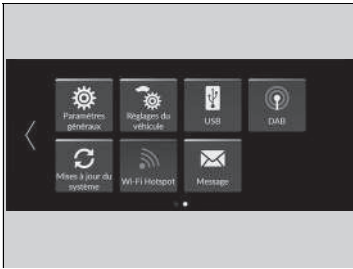 Paramètres
généraux
Réglages du
véhicule
USB
DAB
Mises à jour du
système
Wi-Fi Hotspot
Message